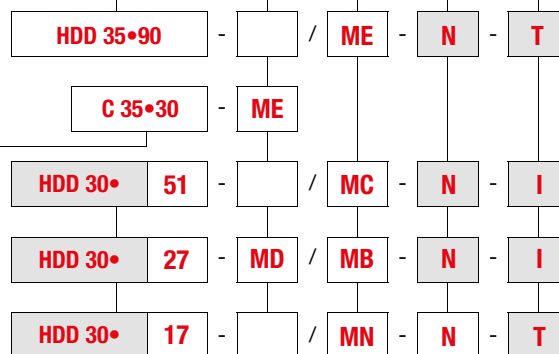 HDD 35•90 - / ME - N - T
C 35•30 - ME
HDD 30• 51 - / MC - N - I
HDD 30• 27 - MD / MB - N - I
HDD 30• 17 - / MN - N - T